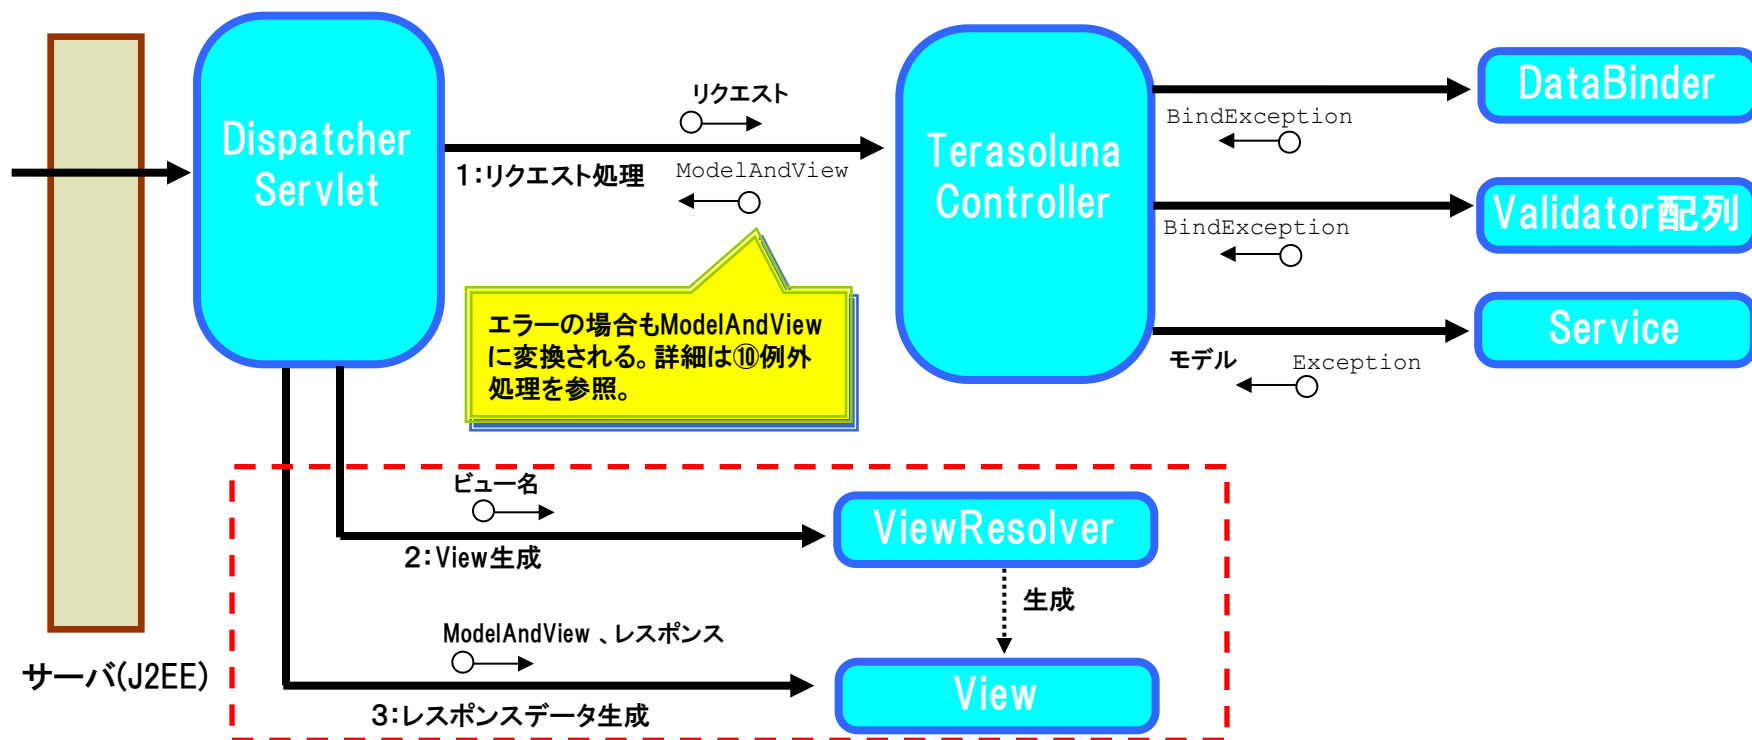 Dispatcher
Servlet
リクエスト
1:リクエスト処理
ModelAndView
Terasoluna
Controller
BindException
DataBinder
BindException
Validator配列
モデル
Exception
Service
エラーの場合もModelAndView
に変換される。詳細は⑩例外
処理を参照。
ビュー名
2:View生成
ViewResolver
生成
ModelAndView 、レスポンス
3:レスポンスデータ生成
View
サーバ(J2EE)